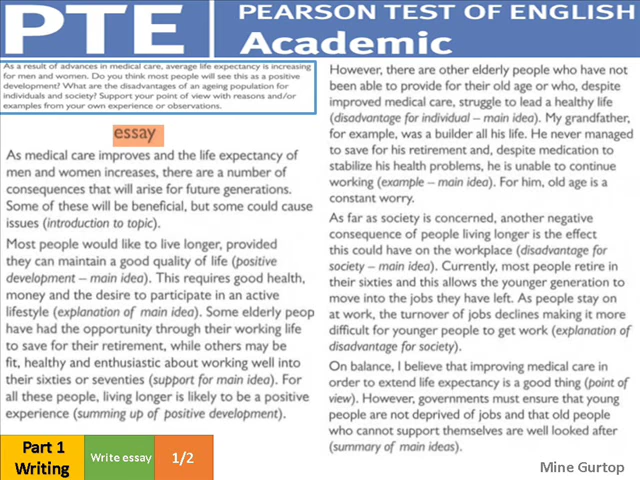 PTE
PEARSON TEST OF ENGLISH
Academic
As a result of advances in medical care, average life expectancy is increasing
for men and women. Do you think most people will see this as a positive
development? What are the disadvantages of an ageing population for
individuals and society? Support your point of view with reasons and/or
examples from your own experience or observations.
essay
As medical care improves and the life expectancy of
men and women increases, there are a number of
consequences that will arise for future generations.
Some of these will be beneficial, but some could cause
issues (introduction to topic).
Most people would like to live longer, provided
they can maintain a good quality of life (positive
development – main idea). This requires good health,
money and the desire to participate in an active
lifestyle (explanation of main idea). Some elderly peop
have had the opportunity through their working life
to save for their retirement, while others may be
fit, healthy and enthusiastic about working well into
their sixties or seventies (support for main idea). For
all these people, living longer is likely to be a positive
experience (summing up of positive development).
However, there are other elderly people who have not
been able to provide for their old age or who, despite
improved medical care, struggle to lead a healthy life
(disadvantage for individual – main idea). My grandfather,
for example, was a builder all his life. He never managed
to save for his retirement and, despite medication to
stabilize his health problems, he is unable to continue
working (example – main idea). For him, old age is a
constant worry.
As far as society is concerned, another negative
consequence of people living longer is the effect
this could have on the workplace (disadvantage for
society – main idea). Currently, most people retire in
their sixties and this allows the younger generation to
move into the jobs they have left. As people stay on
at work, the turnover of jobs declines making it more
difficult for younger people to get work (explanation of
disadvantage for society).
On balance, I believe that improving medical care in
order to extend life expectancy is a good thing (point of
view). However, governments must ensure that young
people are not deprived of jobs and that old people
who cannot support themselves are well looked after
(summary of main ideas).
Part 1
Writing
Write essay
1/2
Mine Gurtop